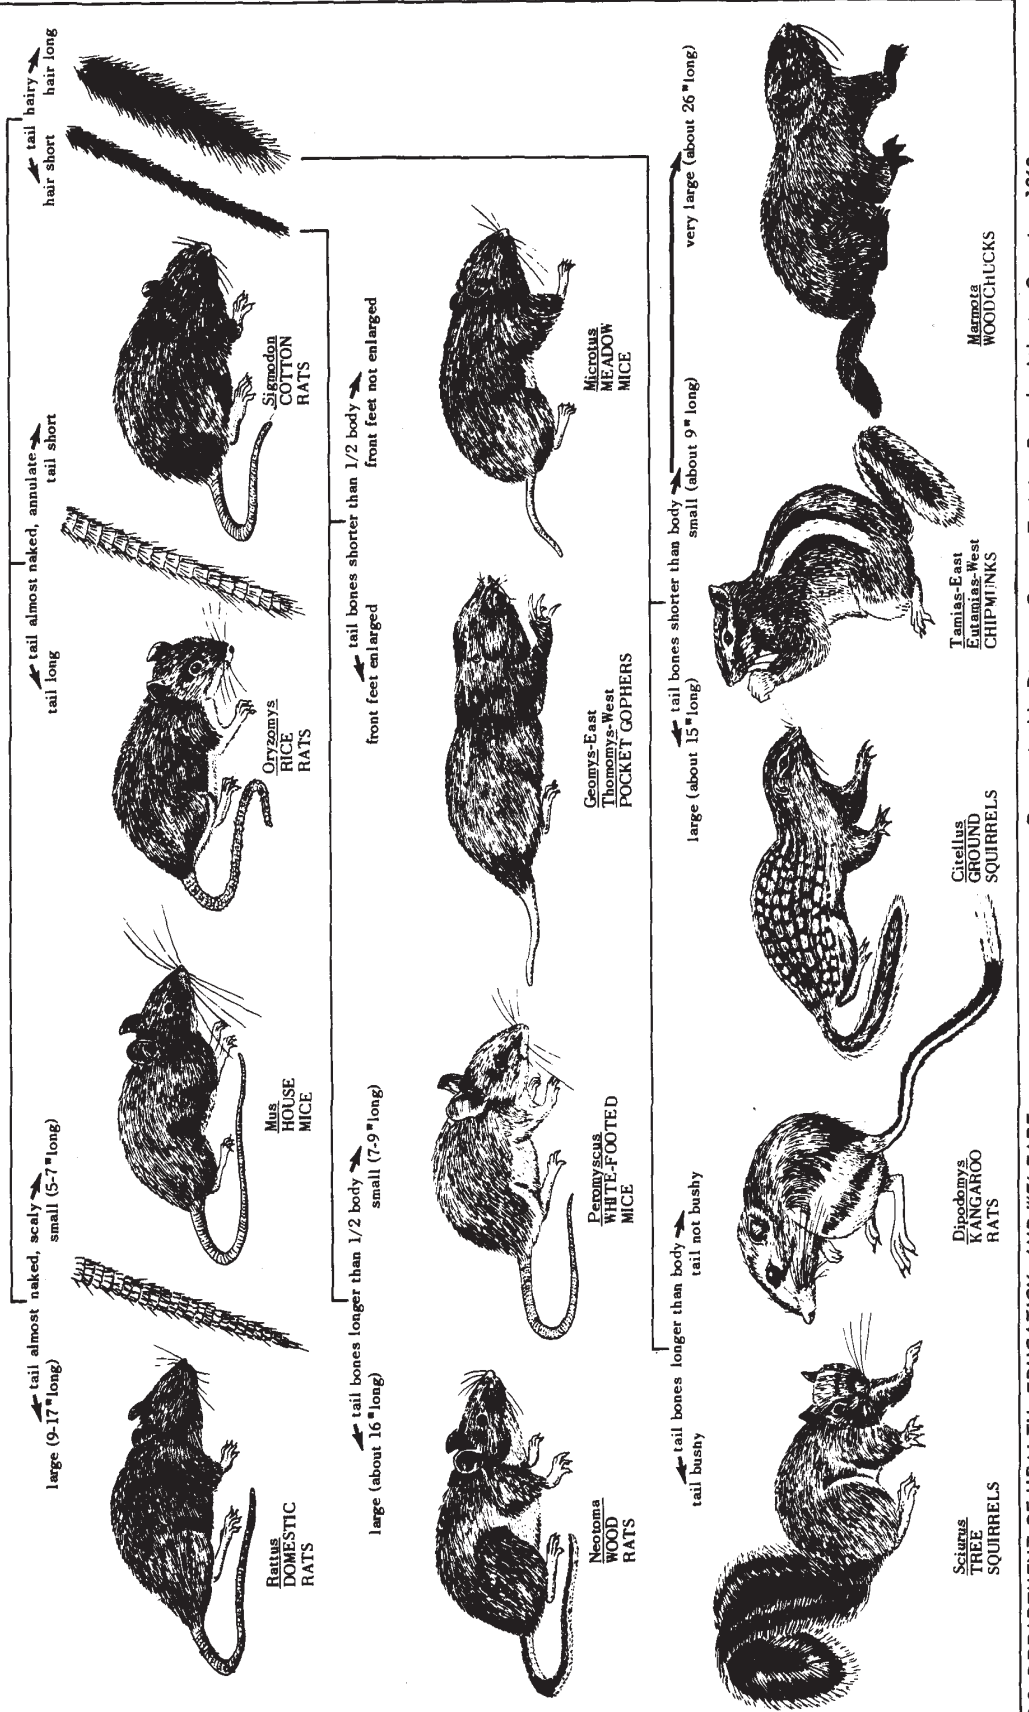 tail almost naked, scaly
large (9-17"long)
small (5-7"long)
tail almost naked, annulate
tail long
tail short
tail hairy
hair short
hair long
Rattus
DOMESTIC
RATS
Mus
HOUSE
MICE
Oryzomys
RICE
RATS
Sigmodon
COTTON
RATS
tail bones longer than 1/2 body
large (about 16"long)
small (7-9"long)
tail bones shorter than 1/2 body
front feet enlarged
front feet not enlarged
Neotoma
WOOD
RATS
Peromyscus
WHITE-FOOTED
MICE
Geomys-East
Thonomys-West
POCKET GOPHERS
Microtus
MEADOW
MICE
tail bones longer than body
tail bushy
tail not bushy
tail bones shorter than body
large (about 15"long)
small (about 9"long)
very large (about 26"long)
Sciurus
TREE
SQUIRRELS
Dipodomys
KANGAROO
RATS
Citellus
GROUND
SQUIRRELS
Tamias-East
Eutamias-West
CHIPMUNKS
Marmota
WOODCHUCKS